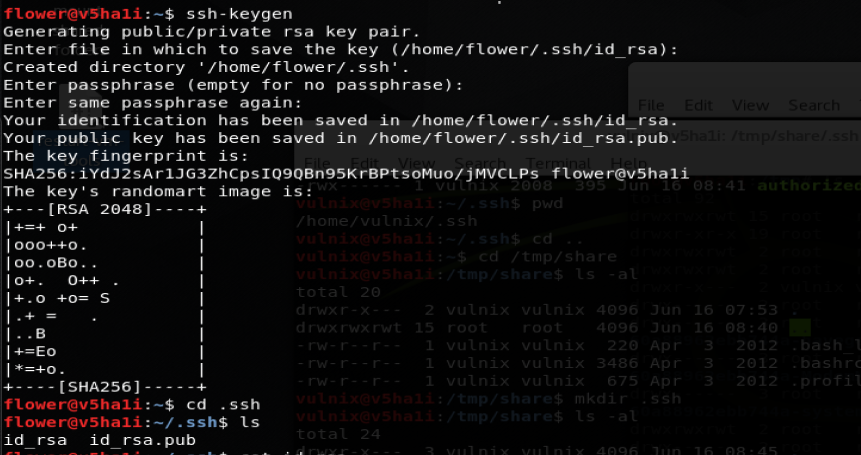 flower@v5ha1i:~$ ssh-keygen
Generating public/private rsa key pair.
Enter file in which to save the key (/home/flower/.ssh/id_rsa):
Created directory '/home/flower/.ssh'.
Enter passphrase (empty for no passphrase):
Enter same passphrase again:
Your identification has been saved in /home/flower/.ssh/id_rsa.
Your public key has been saved in /home/flower/.ssh/id_rsa.pub.
The key fingerprint is:
SHA256:iYdJ2sAr1JG3ZhCpsIQ9QBn95KrBPtsoMuo/jMVCLPs flower@v5ha1i
The key's randomart image is:
+---[RSA 2048]----+
|+=+ o+           |
|ooo++o.          |
|oo.oBo..         |
|o+.  O++ .       |
|+.o +o= S        |
|.+ =    .        |
|..B              |
|+=Eo             |
|*=+o.            |
+----[SHA256]-----+
flower@v5ha1i:~$ cd .ssh
flower@v5ha1i:~/.ssh$ ls
id_rsa  id_rsa.pub
File Edit View Search
v5ha1i: /tmp/share/.ssh
File Edit View Search Terminal Help
-rwx------ 1 vulnix 2008  395 Jun 16 08:41 authorized
vulnix@v5ha1i:~/.ssh$ pwd
/home/vulnix/.ssh
vulnix@v5ha1i:~/.ssh$ cd ..
vulnix@v5ha1i:~$ cd /tmp/share
vulnix@v5ha1i:/tmp/share$ ls -al
total 20
drwxr-x---  2 vulnix vulnix 4096 Jun 16 07:53 .
drwxrwxrwt 15 root   root   4096 Jun 16 08:40 ..
-rw-r--r--  1 vulnix vulnix  220 Apr  3  2012 .bash_l
-rw-r--r--  1 vulnix vulnix 3486 Apr  3  2012 .bashrc
-rw-r--r--  1 vulnix vulnix  675 Apr  3  2012 .profil
vulnix@v5ha1i:/tmp/share$ mkdir .ssh
vulnix@v5ha1i:/tmp/share$ ls -al
total 24
drwxr-x---  3 vulnix vulnix 4096 Jun 16 08:45